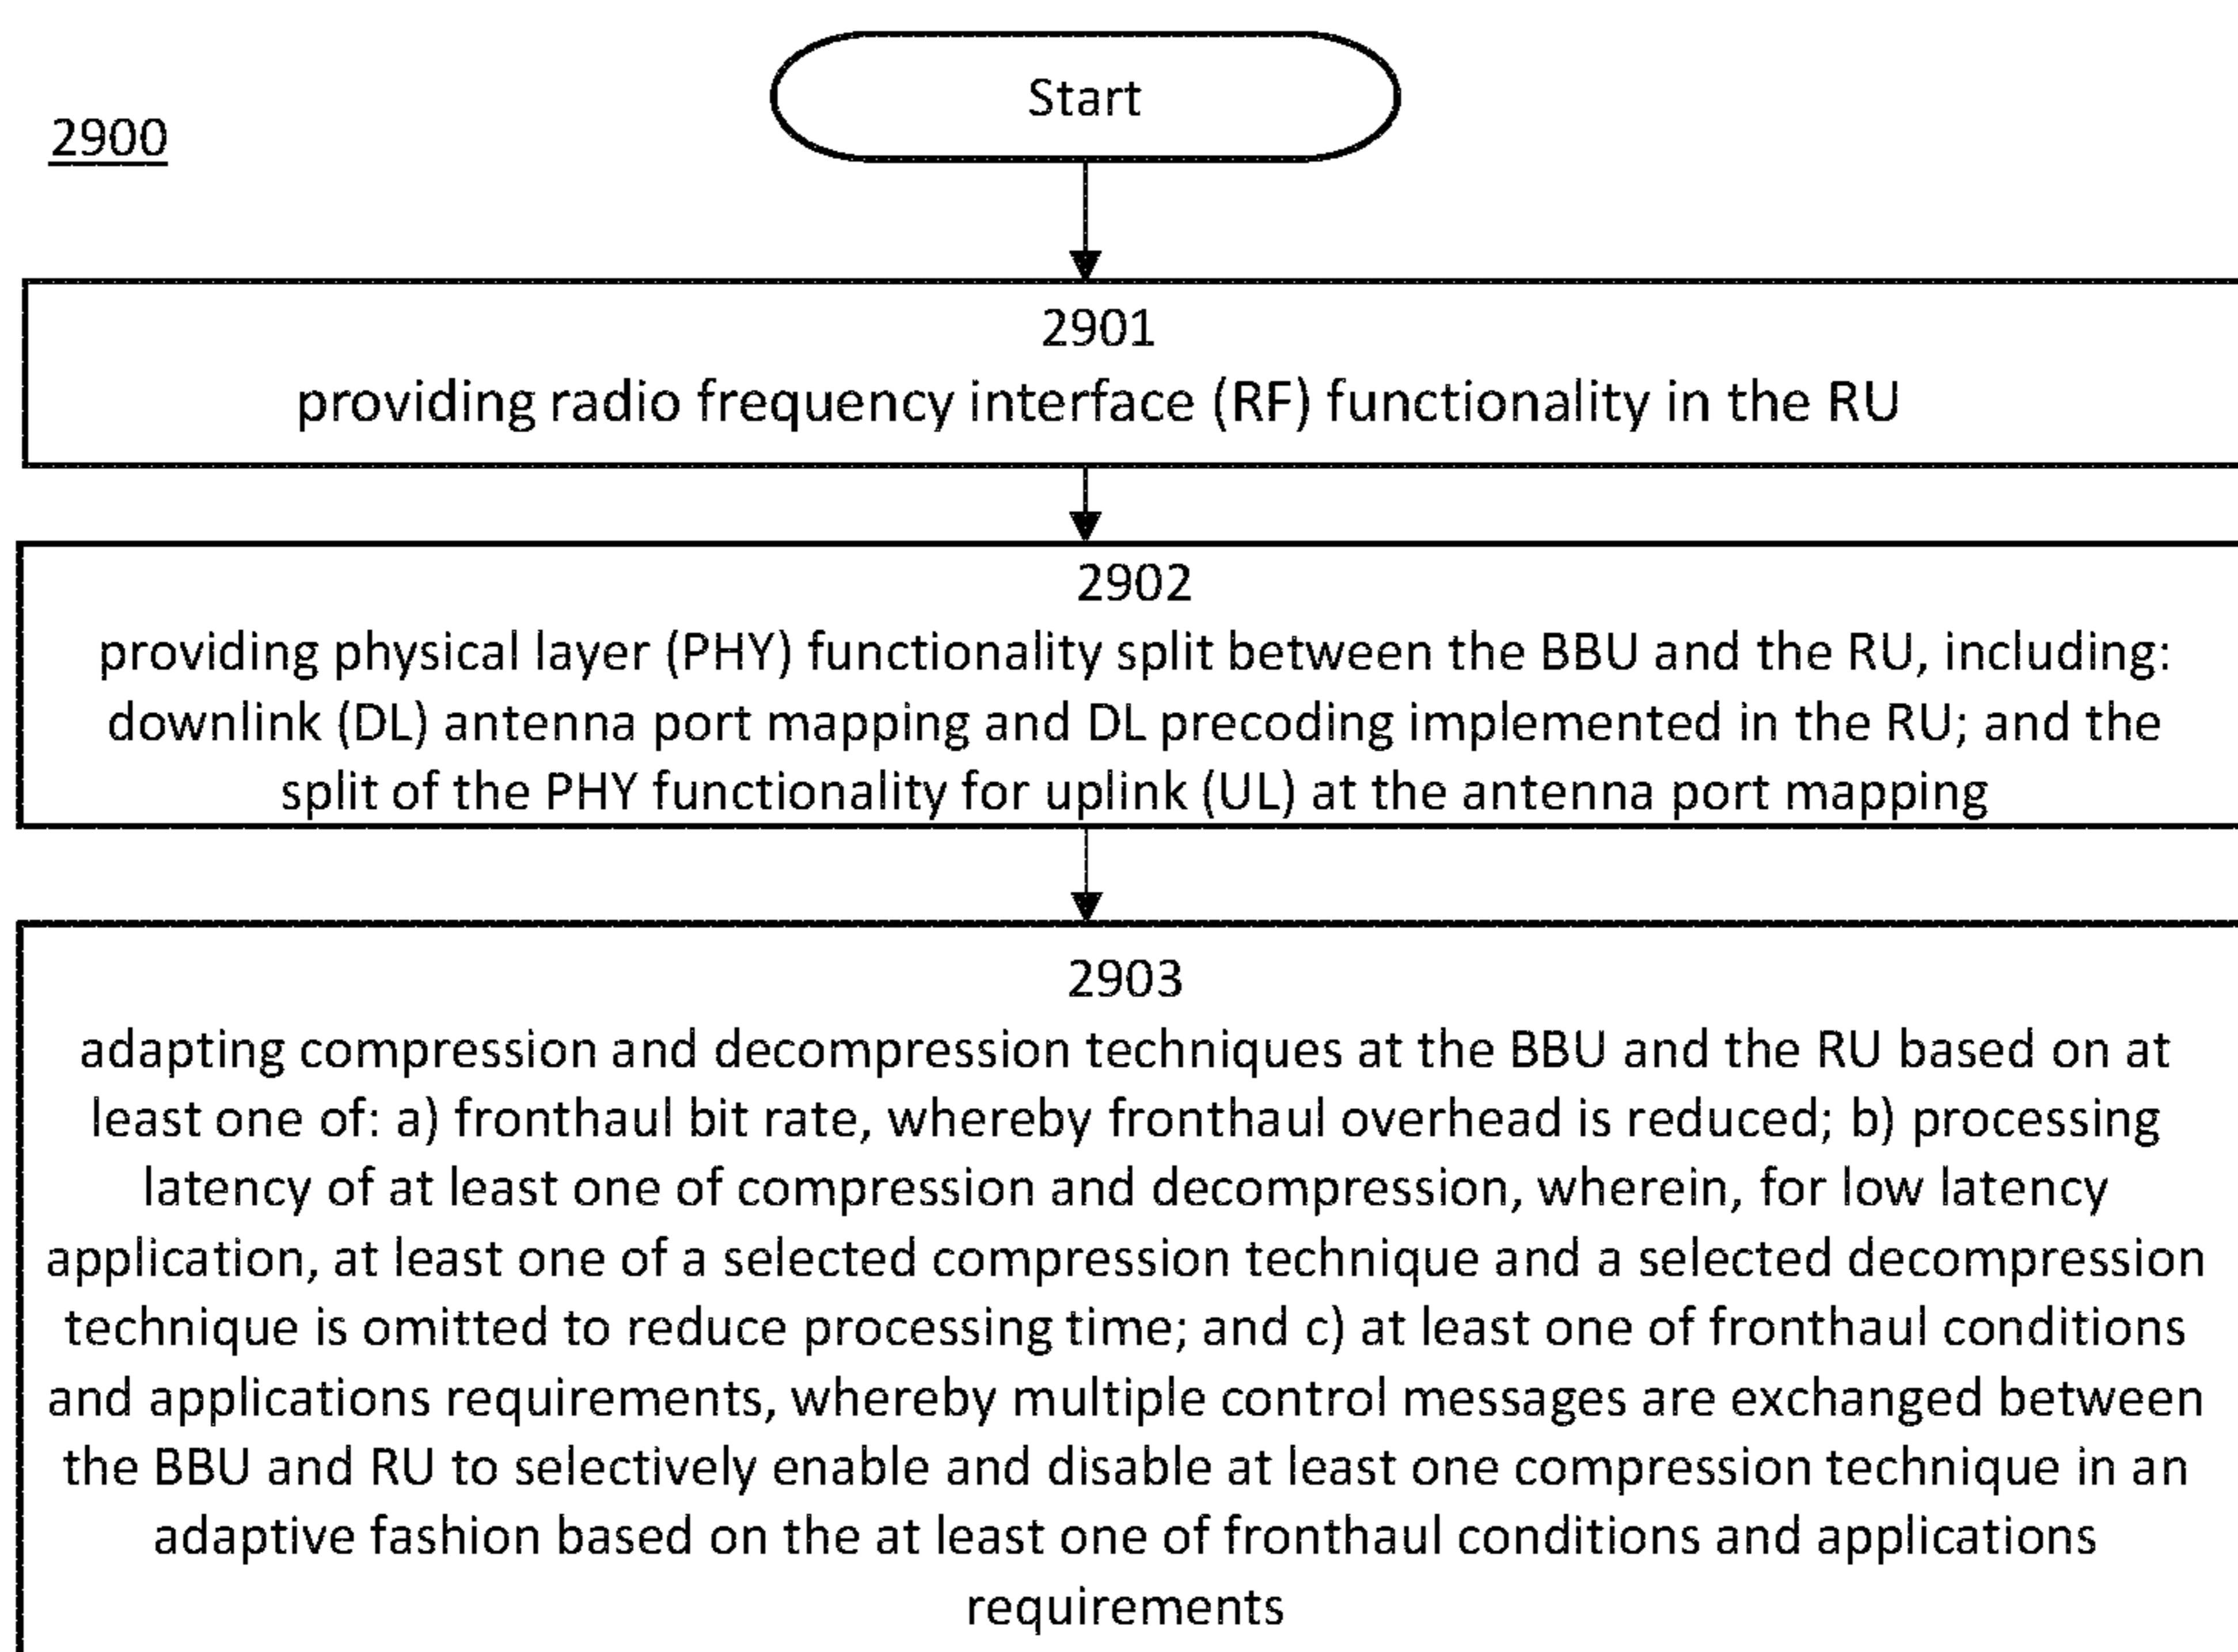 Start
2900
2901
providing radio frequency interface (RF) functionality in the RU
2902
providing physical layer (PHY) functionality split between the BBU and the RU, including:
downlink (DL) antenna port mapping and DL precoding implemented in the RU; and the
split of the PHY functionality for uplink (UL) at the antenna port mapping
2903
adapting compression and decompression techniques at the BBU and the RU based on at
least one of: a) fronthaul bit rate, whereby fronthaul overhead is reduced; b) processing
latency of at least one of compression and decompression, wherein, for low latency
application, at least one of a selected compression technique and a selected decompression
technique is omitted to reduce processing time; and c) at least one of fronthaul conditions
and applications requirements, whereby multiple control messages are exchanged between
the BBU and RU to selectively enable and disable at least one compression technique in an
adaptive fashion based on the at least one of fronthaul conditions and applications
requirements